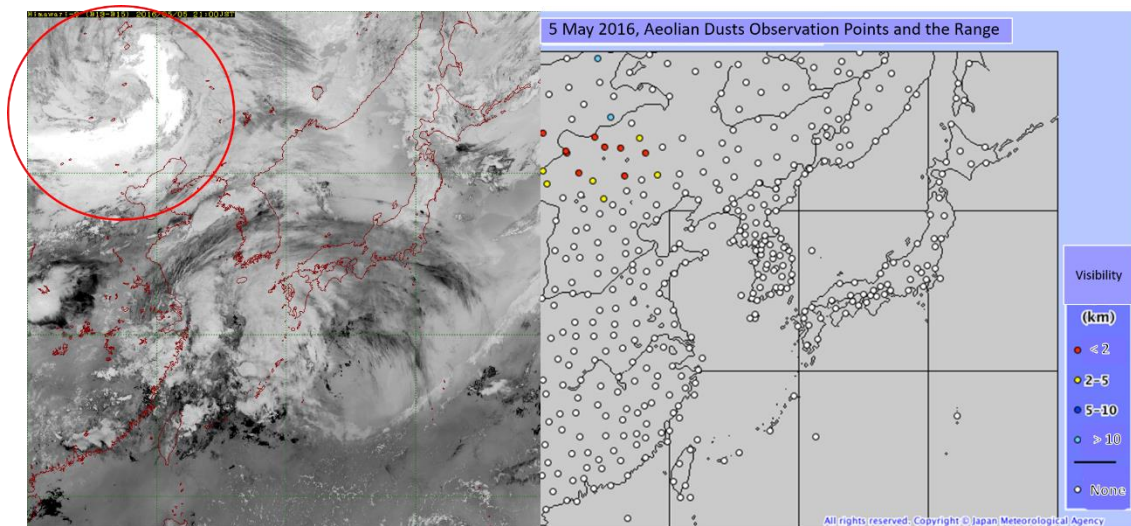 5 May 2016, Aeolian Dusts Observation Points and the Range
Visibility
(km)
< 2
2-5
5-10
> 10
None
All rights reserved. Copyright © Japan Meteorological Agency